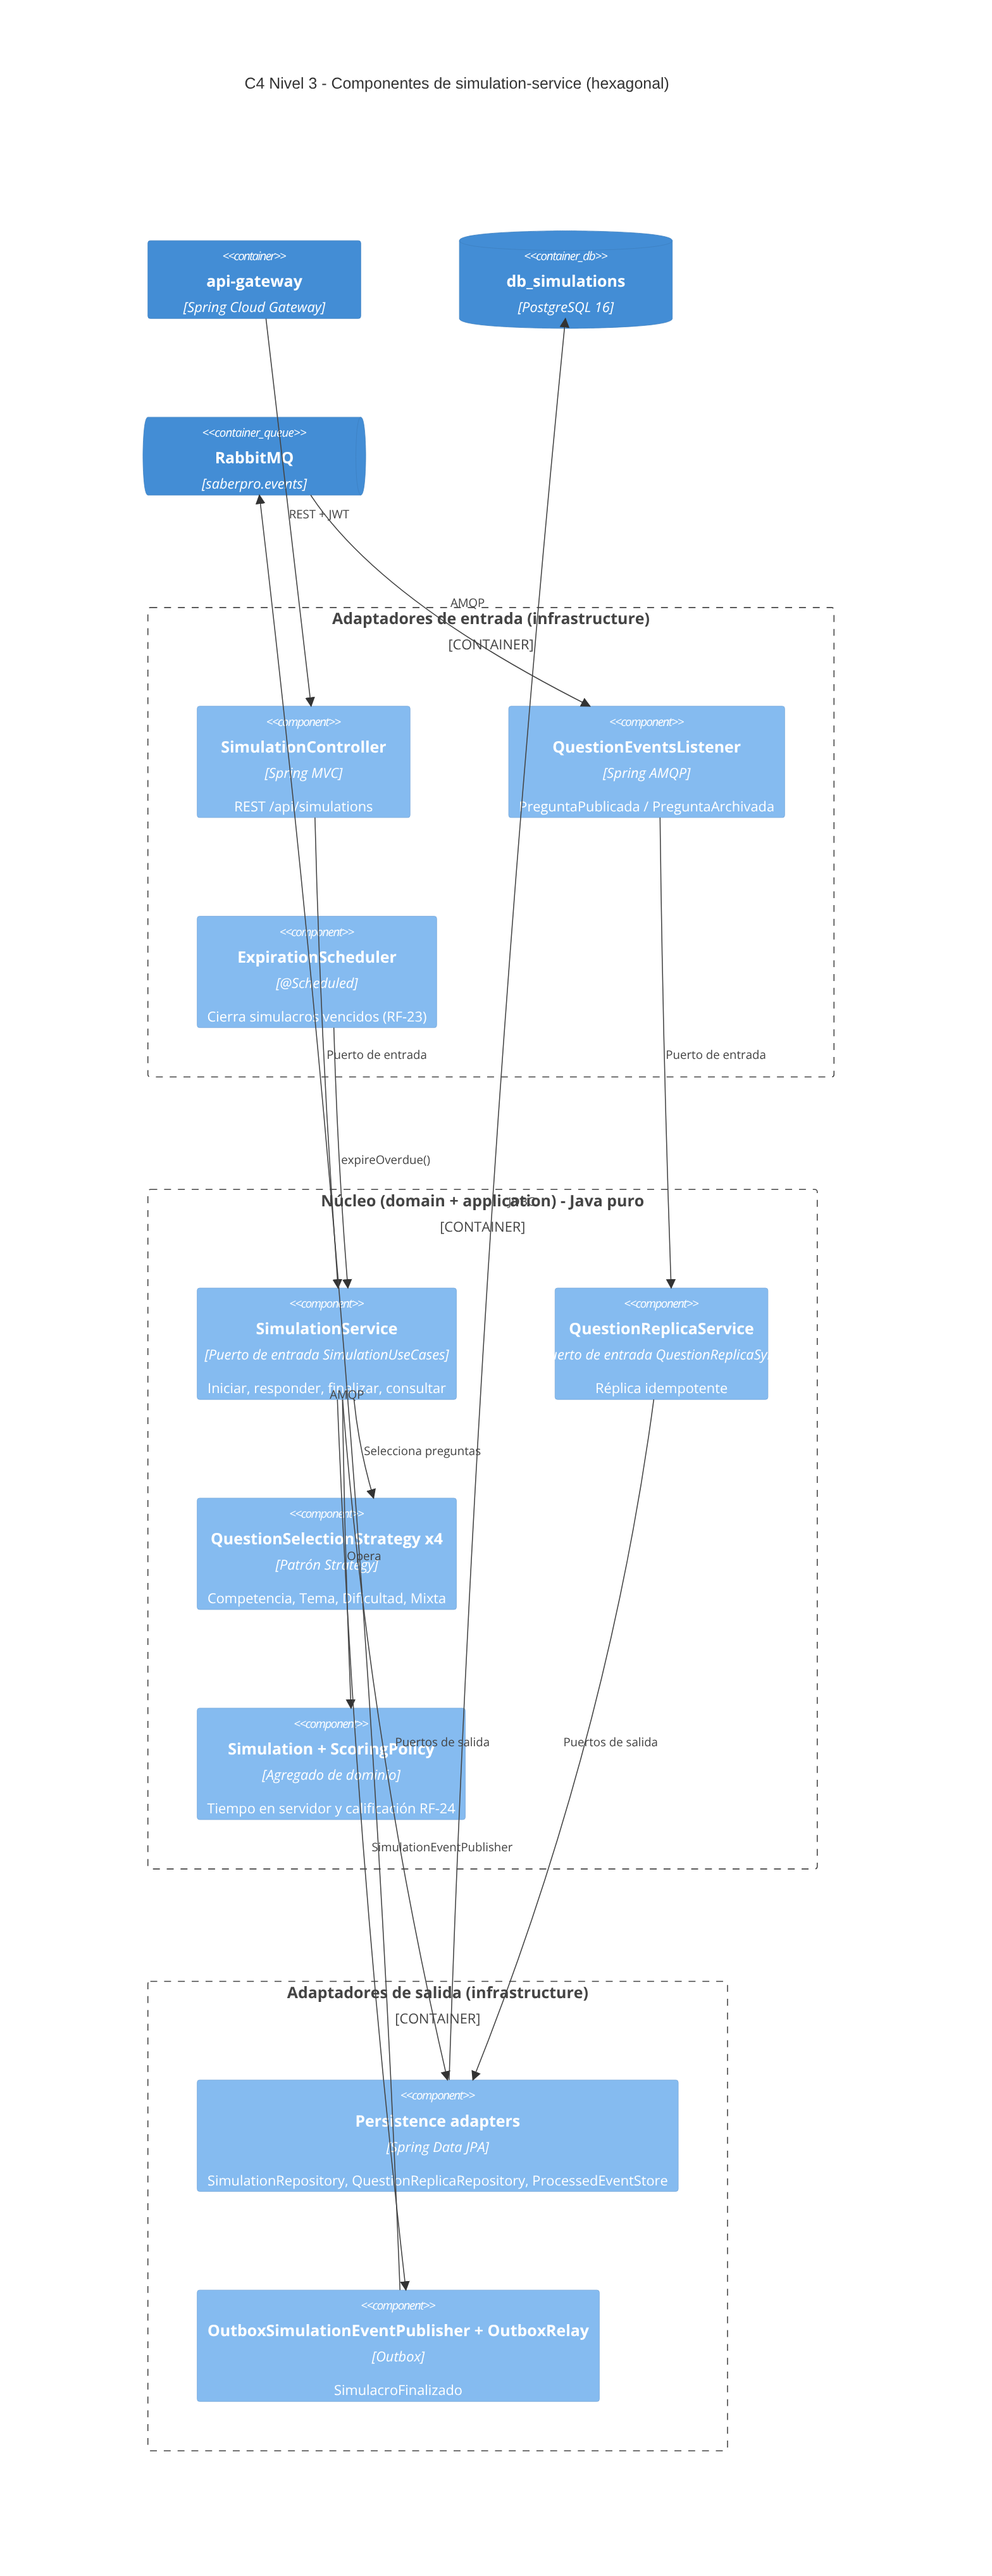 C4 Nivel 3 - Componentes de simulation-service (hexagonal)
<<container>>
api-gateway
[Spring Cloud Gateway]
<<container_db>>
db_simulations
[PostgreSQL 16]
<<container_queue>>
RabbitMQ
[saberpro.events]
REST + JWT
AMQP
Adaptadores de entrada (infrastructure)
[CONTAINER]
<<component>>
SimulationController
[Spring MVC]
REST /api/simulations
<<component>>
QuestionEventsListener
[Spring AMQP]
PreguntaPublicada / PreguntaArchivada
<<component>>
ExpirationScheduler
[@Scheduled]
Cierra simulacros vencidos (RF-23)
Puerto de entrada
Puerto de entrada
expireOverdue()
Núcleo (domain + application) - Java puro
[CONTAINER]
<<component>>
SimulationService
[Puerto de entrada SimulationUseCases]
Iniciar, responder, finalizar, consultar
<<component>>
QuestionReplicaService
de entrada
Réplica idempotente
AMQP
Selecciona preguntas
<<component>>
QuestionSelectionStrategy x4
Opera
[Patrón Strategy]
Competencia, Tema, Dificultad, Mixta
<<component>>
Simulation + ScoringPolicy
[Agregado de dominio]
Tiempo en servidor y calificación RF-24
Puertos de salida
Puertos de salida
SimulationEventPublisher
Adaptadores de salida (infrastructure)
[CONTAINER]
<<component>>
Persistence adapters
[Spring Data JPA]
SimulationRepository, QuestionReplicaRepository, ProcessedEventStore
<<component>>
OutboxSimulationEventPublisher + OutboxRelay
[Outbox]
SimulacroFinalizado